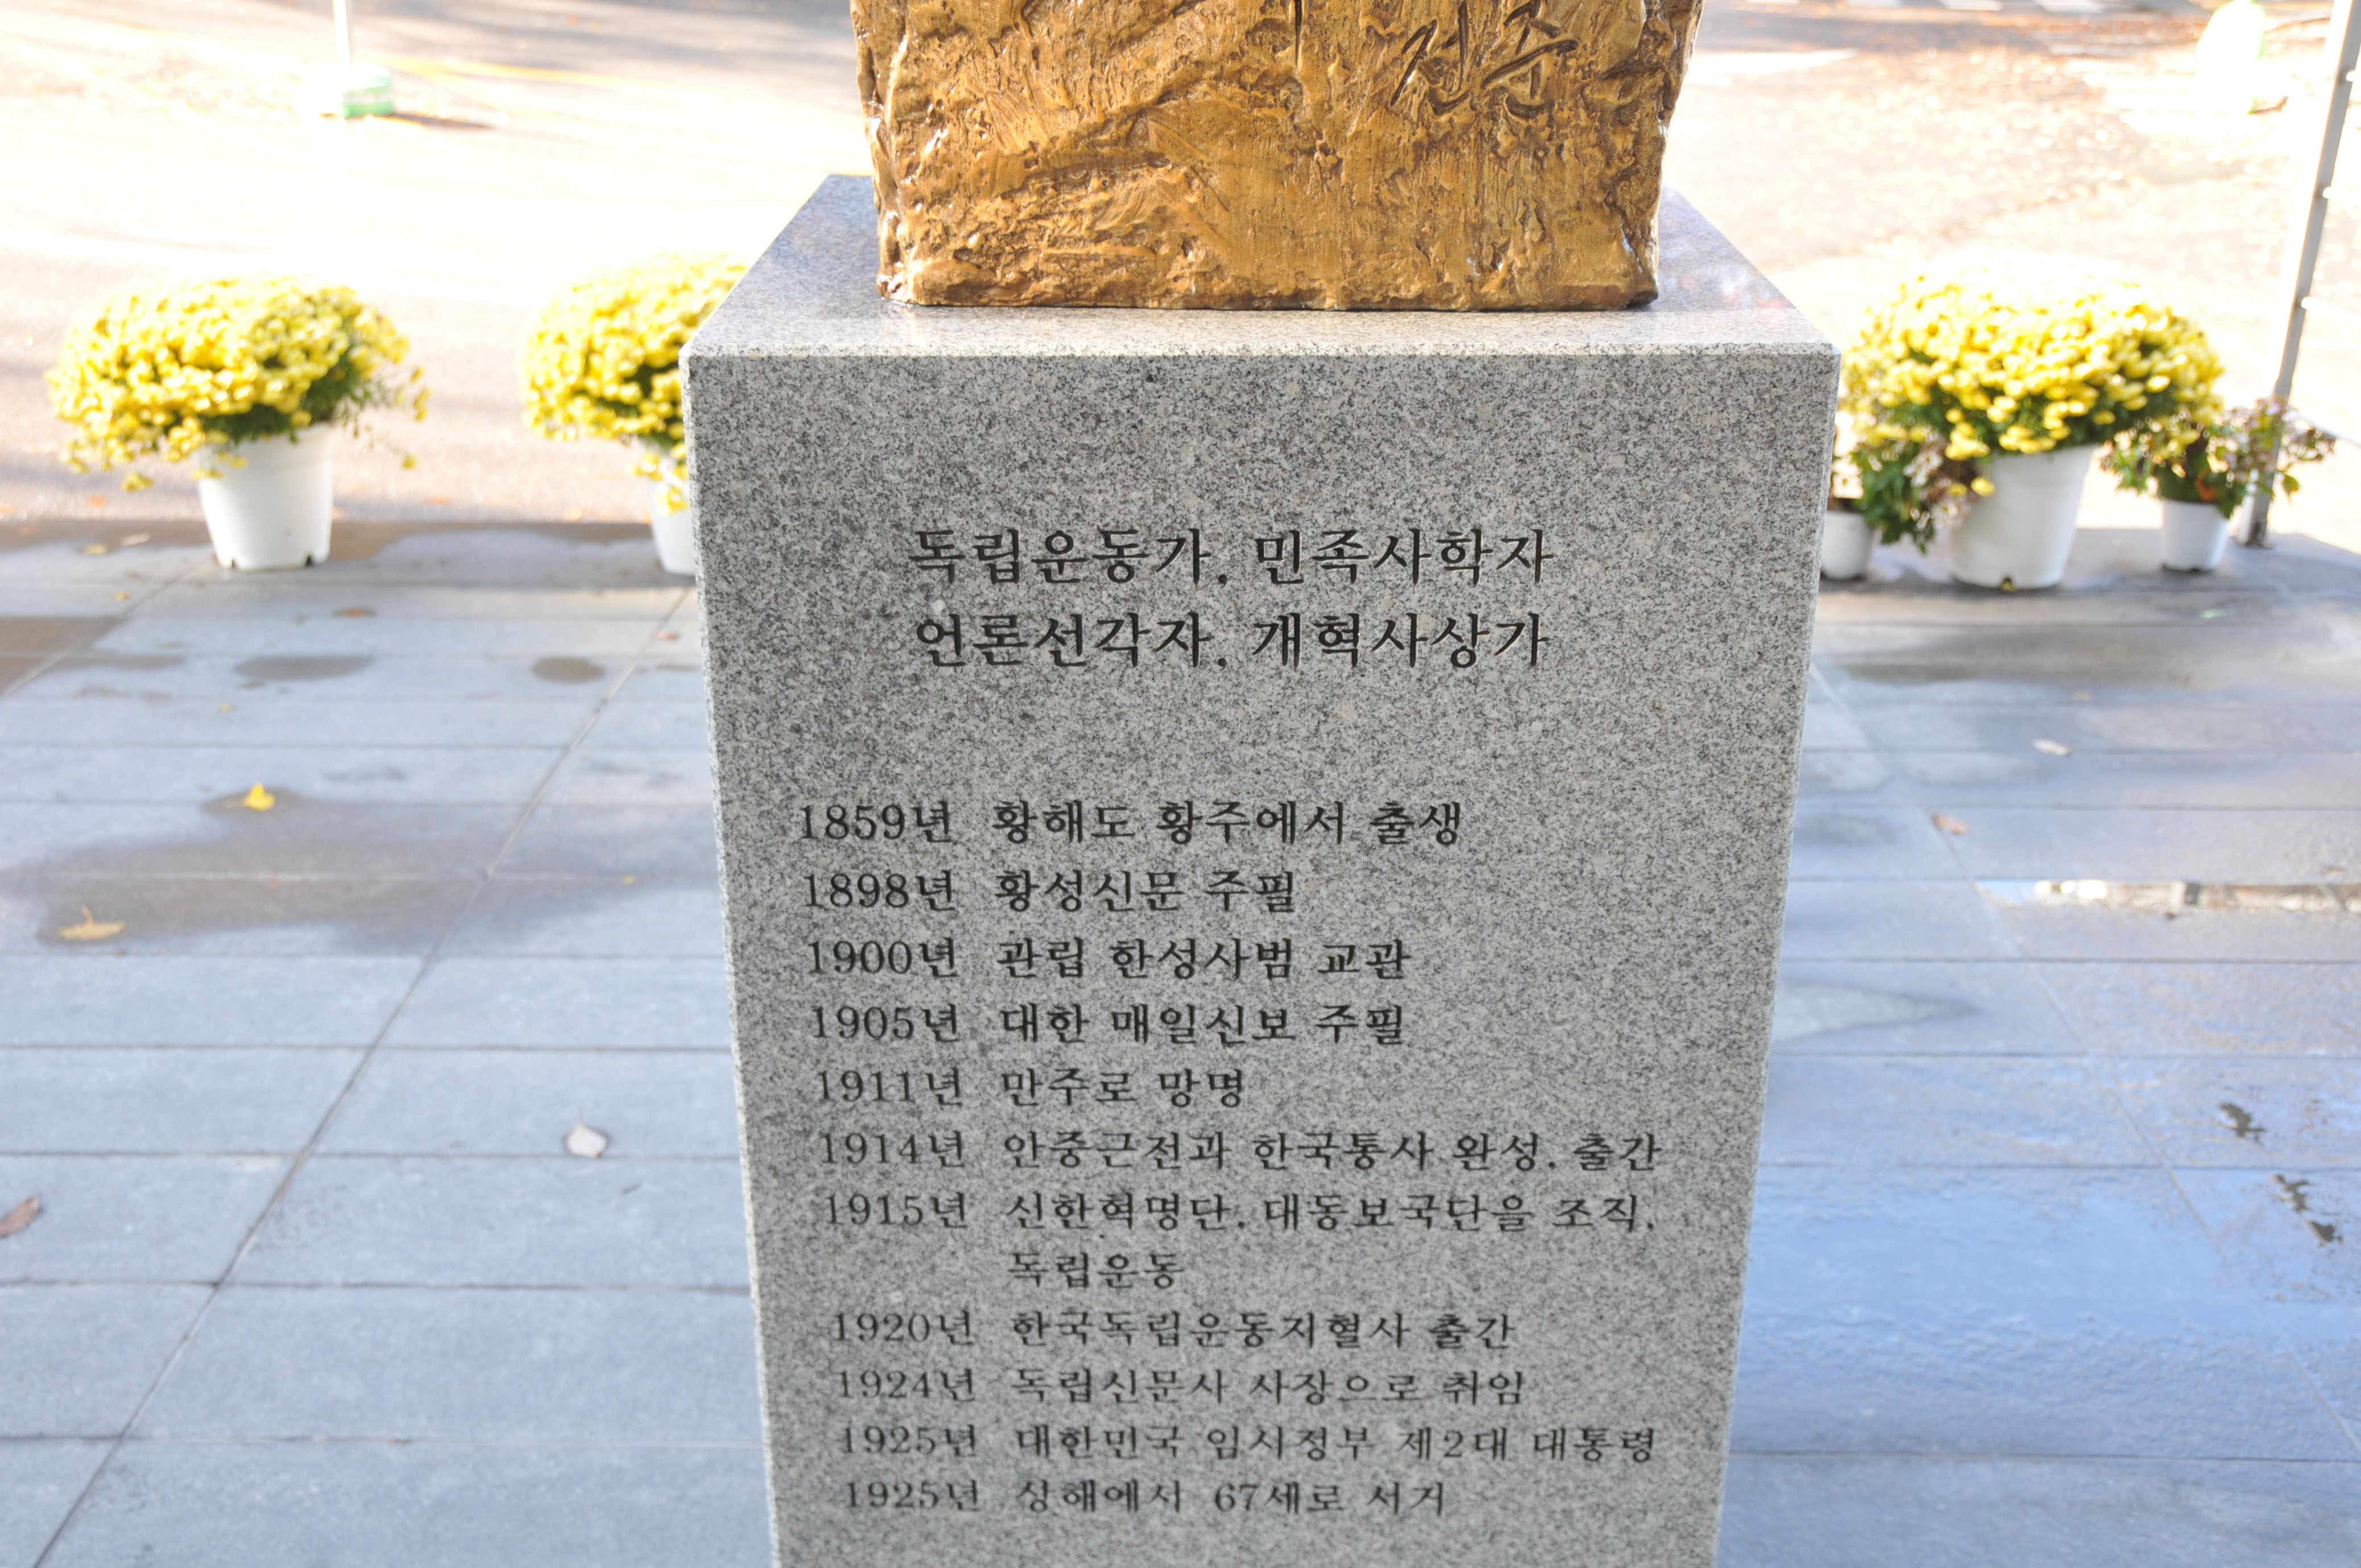 독립운동가, 민족사학자
언론선각자, 개혁사상가
1859년 황해도 황주에서 출생
1898년 황성신문 주필
1900년 관립 한성사범 교관
1905년 대한 매일신보 주필
1911년 만주로 망명
1914년 안중근전과 한국통사 완성, 출간
1915년 신한혁명단, 대동보국단을 조직,
독립운동
1920년 한국독립운동지혈사 출간
1924년 독립신문사 사장으로 취임
1925년 대한민국 임시정부 제2대 대통령
1925년 상해에서 67세로 서거